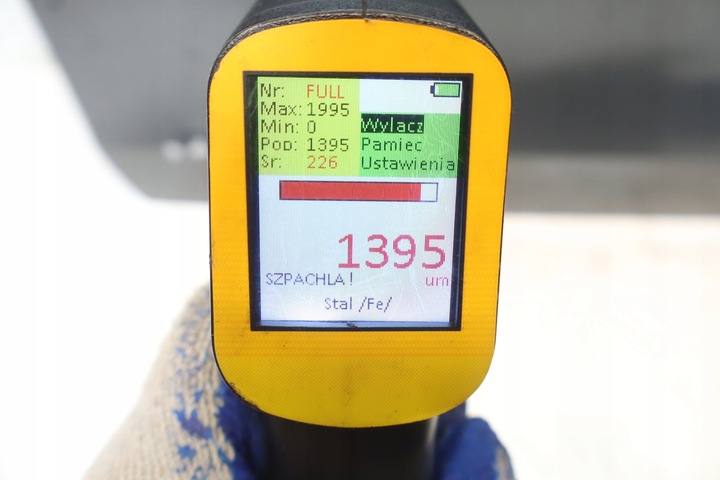 Nr: FULL
Max: 1995
Min: 0
Pop: 1395
Sr: 226
Wylacz
Pamiec
Ustawienia
1395
um
SZPACHLA!
Stal /Fe/